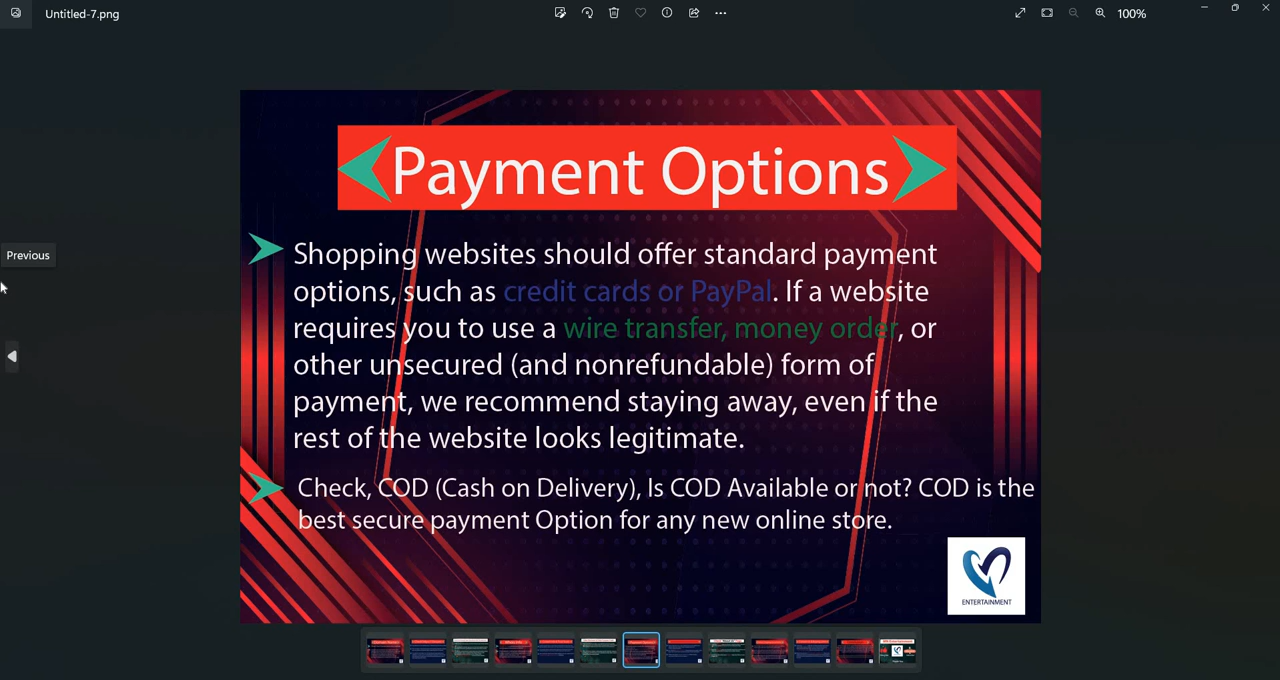 Untitled-7.png
100%
Payment Options
Previous
Shopping websites should offer standard payment
options, such as credit cards or PayPal. If a website
requires you to use a wire transfer, money order, or
other unsecured (and nonrefundable) form of
payment, we recommend staying away, even if the
rest of the website looks legitimate.
Check, COD (Cash on Delivery), Is COD Available or not? COD is the
best secure payment Option for any new online store.
ENTERTAINMENT